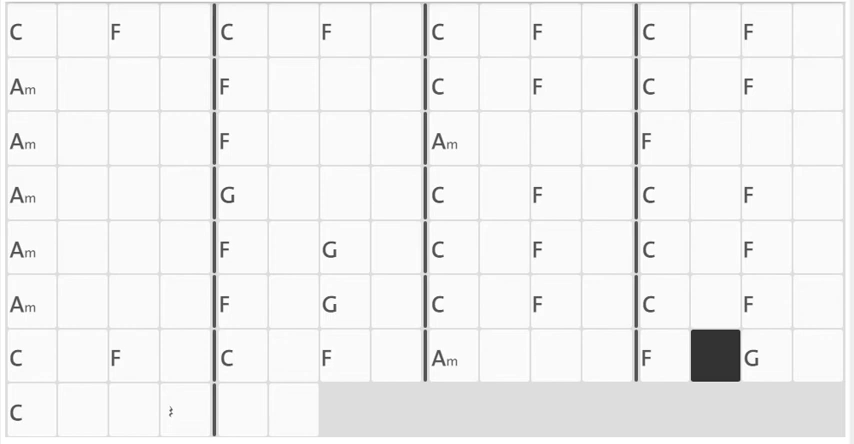 C F C F C F C F
Am F C F C F
Am F Am F
Am G C F C F
Am F G C F C F
Am F G C F C F
C F C F Am F G
C 𝄽